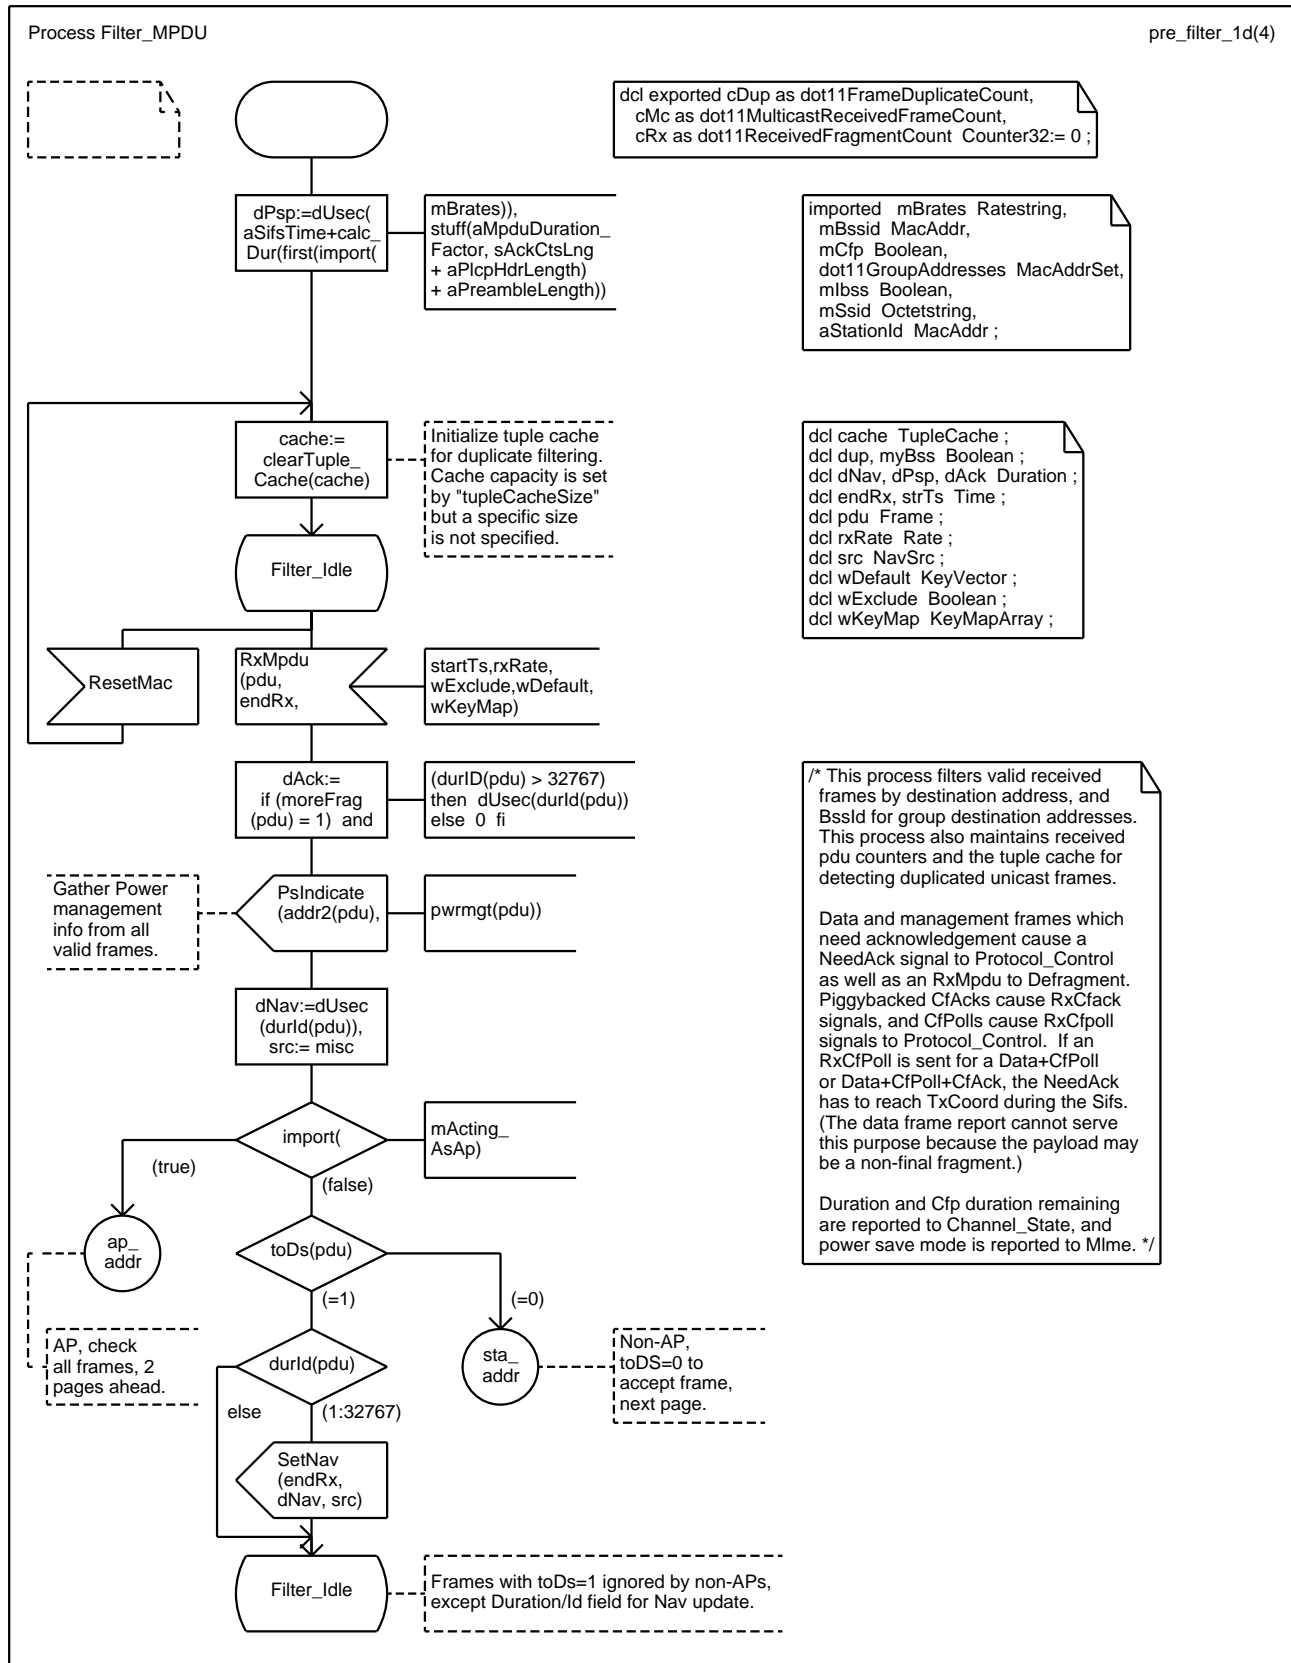 Process Filter_MPDU
pre_filter_1d(4)
dcl exported cDup as dot11FrameDuplicateCount,
cMc as dot11MulticastReceivedFrameCount,
cRx as dot11ReceivedFragmentCount Counter32:= 0 ;
dPsp:=dUsec(
aSifsTime+calc_
Dur(first(import(
mBrates)),
stuff(aMpduDuration_
Factor, sAckCtsLng
+ aPlcpHdrLength)
+ aPreambleLength))
imported mBrates Ratestring,
mBssid MacAddr,
mCfp Boolean,
dot11GroupAddresses MacAddrSet,
mIbss Boolean,
mSsid Octetstring,
aStationId MacAddr ;
cache:=
clearTuple_
Cache(cache)
Initialize tuple cache
for duplicate filtering.
Cache capacity is set
by "tupleCacheSize"
but a specific size
is not specified.
dcl cache TupleCache ;
dcl dup, myBss Boolean ;
dcl dNav, dPsp, dAck Duration ;
dcl endRx, strTs Time ;
dcl pdu Frame ;
dcl rxRate Rate ;
dcl src NavSrc ;
dcl wDefault KeyVector ;
dcl wExclude Boolean ;
dcl wKeyMap KeyMapArray ;
Filter_Idle
ResetMac
RxMpdu
(pdu,
endRx,
startTs,rxRate,
wExclude,wDefault,
wKeyMap)
dAck:=
if (moreFrag
(pdu) = 1) and
(durID(pdu) > 32767)
then dUsec(durId(pdu))
else 0 fi
/* This process filters valid received
frames by destination address, and
BssId for group destination addresses.
This process also maintains received
pdu counters and the tuple cache for
detecting duplicated unicast frames.
Data and management frames which
need acknowledgement cause a
NeedAck signal to Protocol_Control
as well as an RxMpdu to Defragment.
Piggybacked CfAcks cause RxCfack
signals, and CfPolls cause RxCfpoll
signals to Protocol_Control. If an
RxCfPoll is sent for a Data+CfPoll
or Data+CfPoll+CfAck, the NeedAck
has to reach TxCoord during the Sifs.
(The data frame report cannot serve
this purpose because the payload may
be a non-final fragment.)
Duration and Cfp duration remaining
are reported to Channel_State, and
power save mode is reported to Mlme. */
Gather Power
management
info from all
valid frames.
PsIndicate
(addr2(pdu),
pwrmgt(pdu))
dNav:=dUsec
(durId(pdu)),
src:= misc
import(
mActing_
AsAp)
(true)
(false)
ap_
addr
toDs(pdu)
(=1)
(=0)
AP, check
all frames, 2
pages ahead.
durId(pdu)
sta_
addr
Non-AP,
toDS=0 to
accept frame,
next page.
else
(1:32767)
SetNav
(endRx,
dNav, src)
Filter_Idle
Frames with toDs=1 ignored by non-APs,
except Duration/Id field for Nav update.